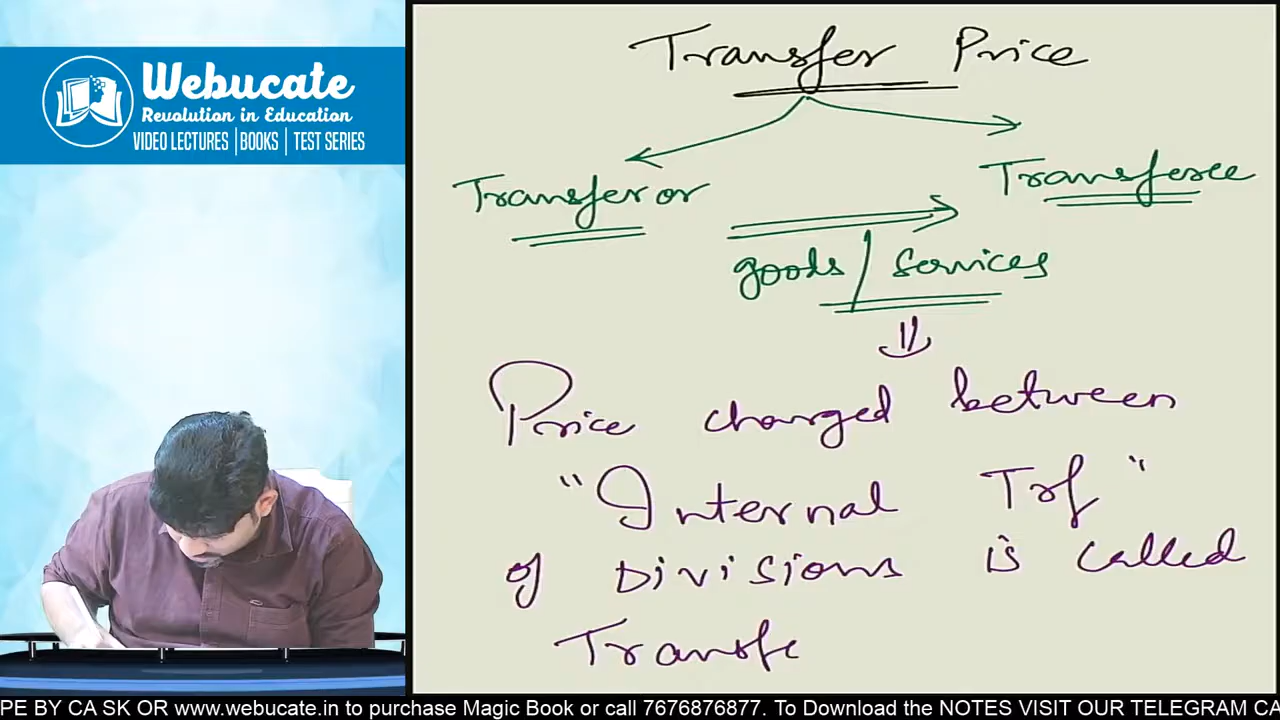 Webucate
Revolution in Education
VIDEO LECTURES | BOOKS | TEST SERIES
Transfer Price
Transferor
Transferee
goods / services
Price charged between
"Internal Trf"
of Divisions is called
Transfe
PE BY CA SK OR www.webucate.in to purchase Magic Book or call 7676876877. To Download the NOTES VISIT OUR TELEGRAM CA